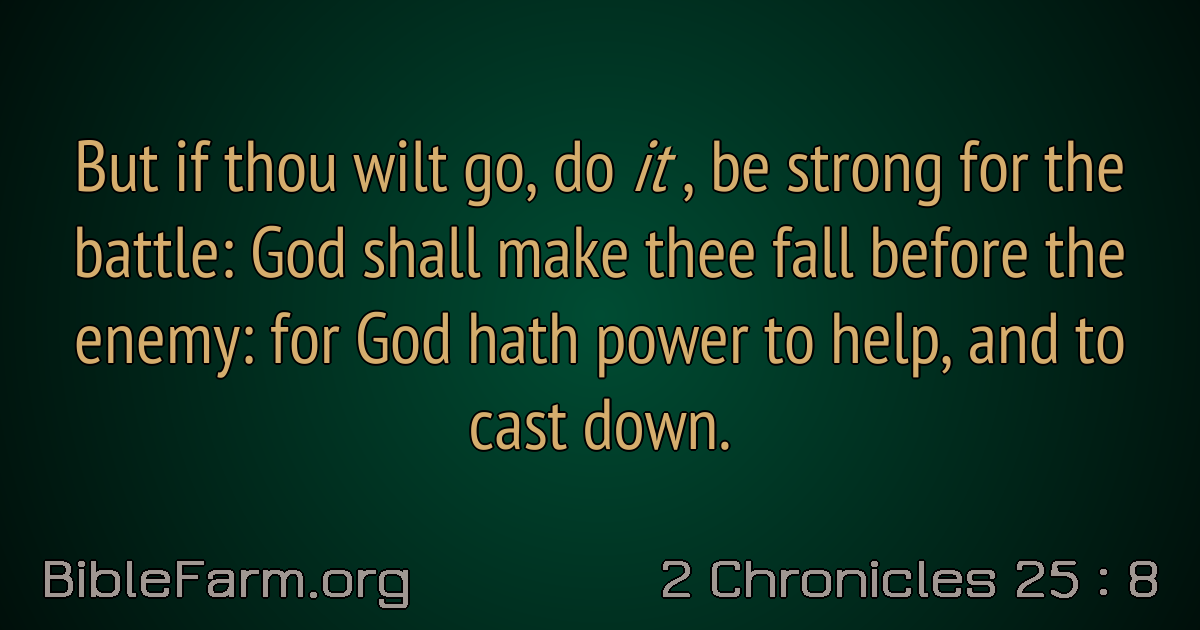 But if thou wilt go, do it , be strong for the
battle: God shall make thee fall before the
enemy: for God hath power to help, and to
cast down.
BibleFarm.org
2 Chronicles 25 : 8